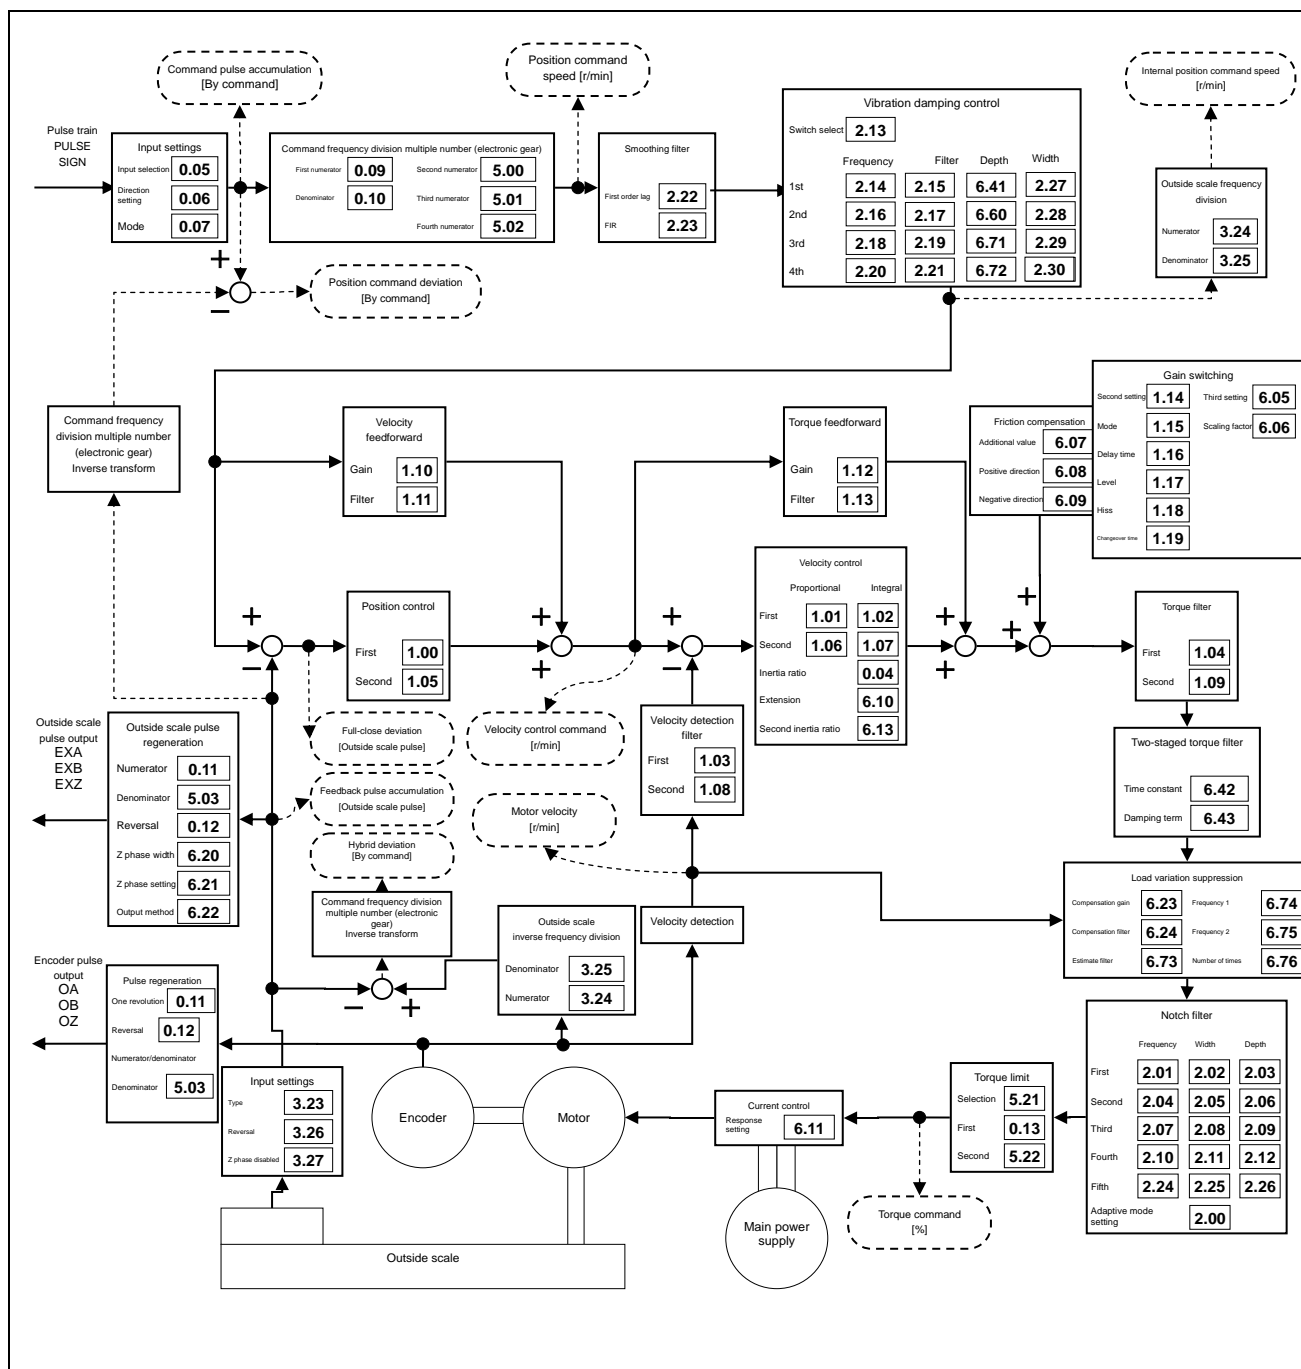 Pulse train
PULSE
SIGN
Command pulse accumulation
[By command]
Position command
speed [r/min]
Internal position command speed
[r/min]
Input settings
Input selection 0.05
Direction
setting 0.06
Mode 0.07
Command frequency division multiple number (electronic gear)
First numerator 0.09 Second numerator 5.00
Denominator 0.10 Third numerator 5.01
Fourth numerator 5.02
Smoothing filter
First order lag 2.22
FIR 2.23
Vibration damping control
Switch select 2.13
Frequency Filter Depth Width
1st 2.14 2.15 6.41 2.27
2nd 2.16 2.17 6.60 2.28
3rd 2.18 2.19 6.71 2.29
4th 2.20 2.21 6.72 2.30
Outside scale frequency
division
Numerator 3.24
Denominator 3.25
+
−
Position command deviation
[By command]
Command frequency
division multiple number
(electronic gear)
Inverse transform
Velocity
feedforward
Gain 1.10
Filter 1.11
Torque feedforward
Gain 1.12
Filter 1.13
Friction compensation
Additional value 6.07
Positive direction 6.08
Negative direction 6.09
Gain switching
Second setting 1.14 Third setting 6.05
Mode 1.15 Scaling factor 6.06
Delay time 1.16
Level 1.17
Hiss 1.18
Changeover time 1.19
+
−
Position control
First 1.00
Second 1.05
+
+
+
−
Velocity control
Proportional Integral
First 1.01 1.02
Second 1.06 1.07
Inertia ratio 0.04
Extension 6.10
Second inertia ratio 6.13
+
+
+
+
Torque filter
First 1.04
Second 1.09
Outside scale
pulse output
EXA
EXB
EXZ
Outside scale pulse
regeneration
Numerator 0.11
Denominator 5.03
Reversal 0.12
Z phase width 6.20
Z phase setting 6.21
Output method 6.22
Full-close deviation
[Outside scale pulse]
Feedback pulse accumulation
[Outside scale pulse]
Hybrid deviation
[By command]
Velocity control command
[r/min]
Motor velocity
[r/min]
Velocity detection
filter
First 1.03
Second 1.08
Two-staged torque filter
Time constant 6.42
Damping term 6.43
Command frequency division
multiple number (electronic
gear)
Inverse transform
Outside scale
inverse frequency division
Denominator 3.25
Numerator 3.24
Velocity detection
Load variation suppression
Compensation gain 6.23 Frequency 1 6.74
Compensation filter 6.24 Frequency 2 6.75
Estimate filter 6.73 Number of times 6.76
−
+
Encoder pulse
output
OA
OB
OZ
Pulse regeneration
One revolution 0.11
Reversal 0.12
Numerator/denominator
Denominator 5.03
Input settings
Type 3.23
Reversal 3.26
Z phase disabled 3.27
Encoder
Motor
Current control
Response
setting 6.11
Torque limit
Selection 5.21
First 0.13
Second 5.22
Notch filter
Frequency Width Depth
First 2.01 2.02 2.03
Second 2.04 2.05 2.06
Third 2.07 2.08 2.09
Fourth 2.10 2.11 2.12
Fifth 2.24 2.25 2.26
Adaptive mode
setting 2.00
Main power
supply
Torque command
[%]
Outside scale